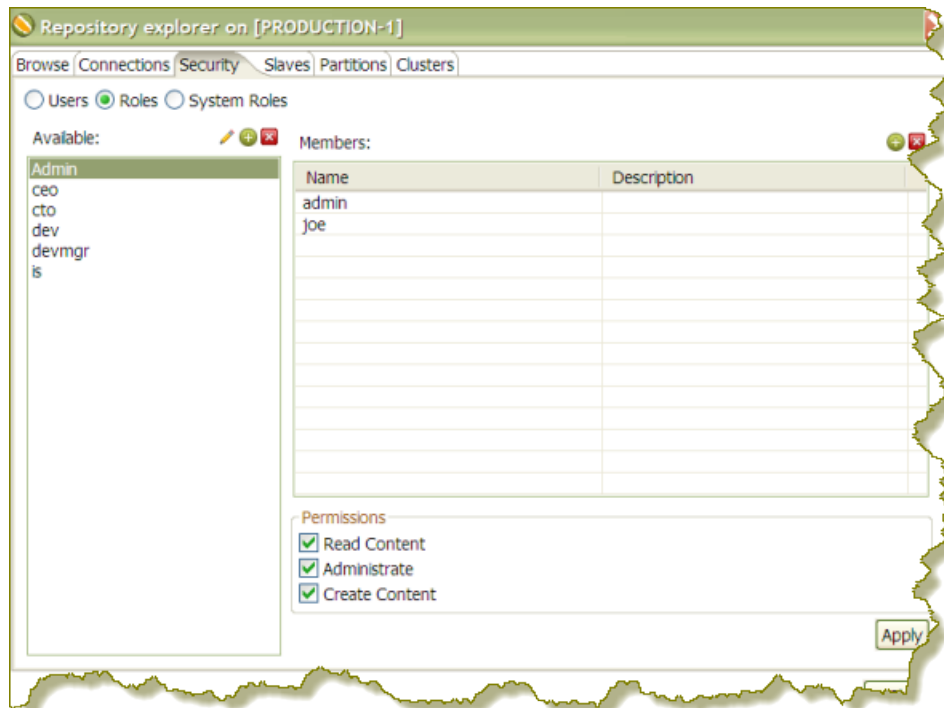 Repository explorer on [PRODUCTION-1]
Browse Connections Security Slaves Partitions Clusters
Users Roles System Roles
Available:
Members:
Admin
ceo
cto
dev
devmgr
is
Name Description
admin
joe
Permissions
Read Content
Administrate
Create Content
Apply